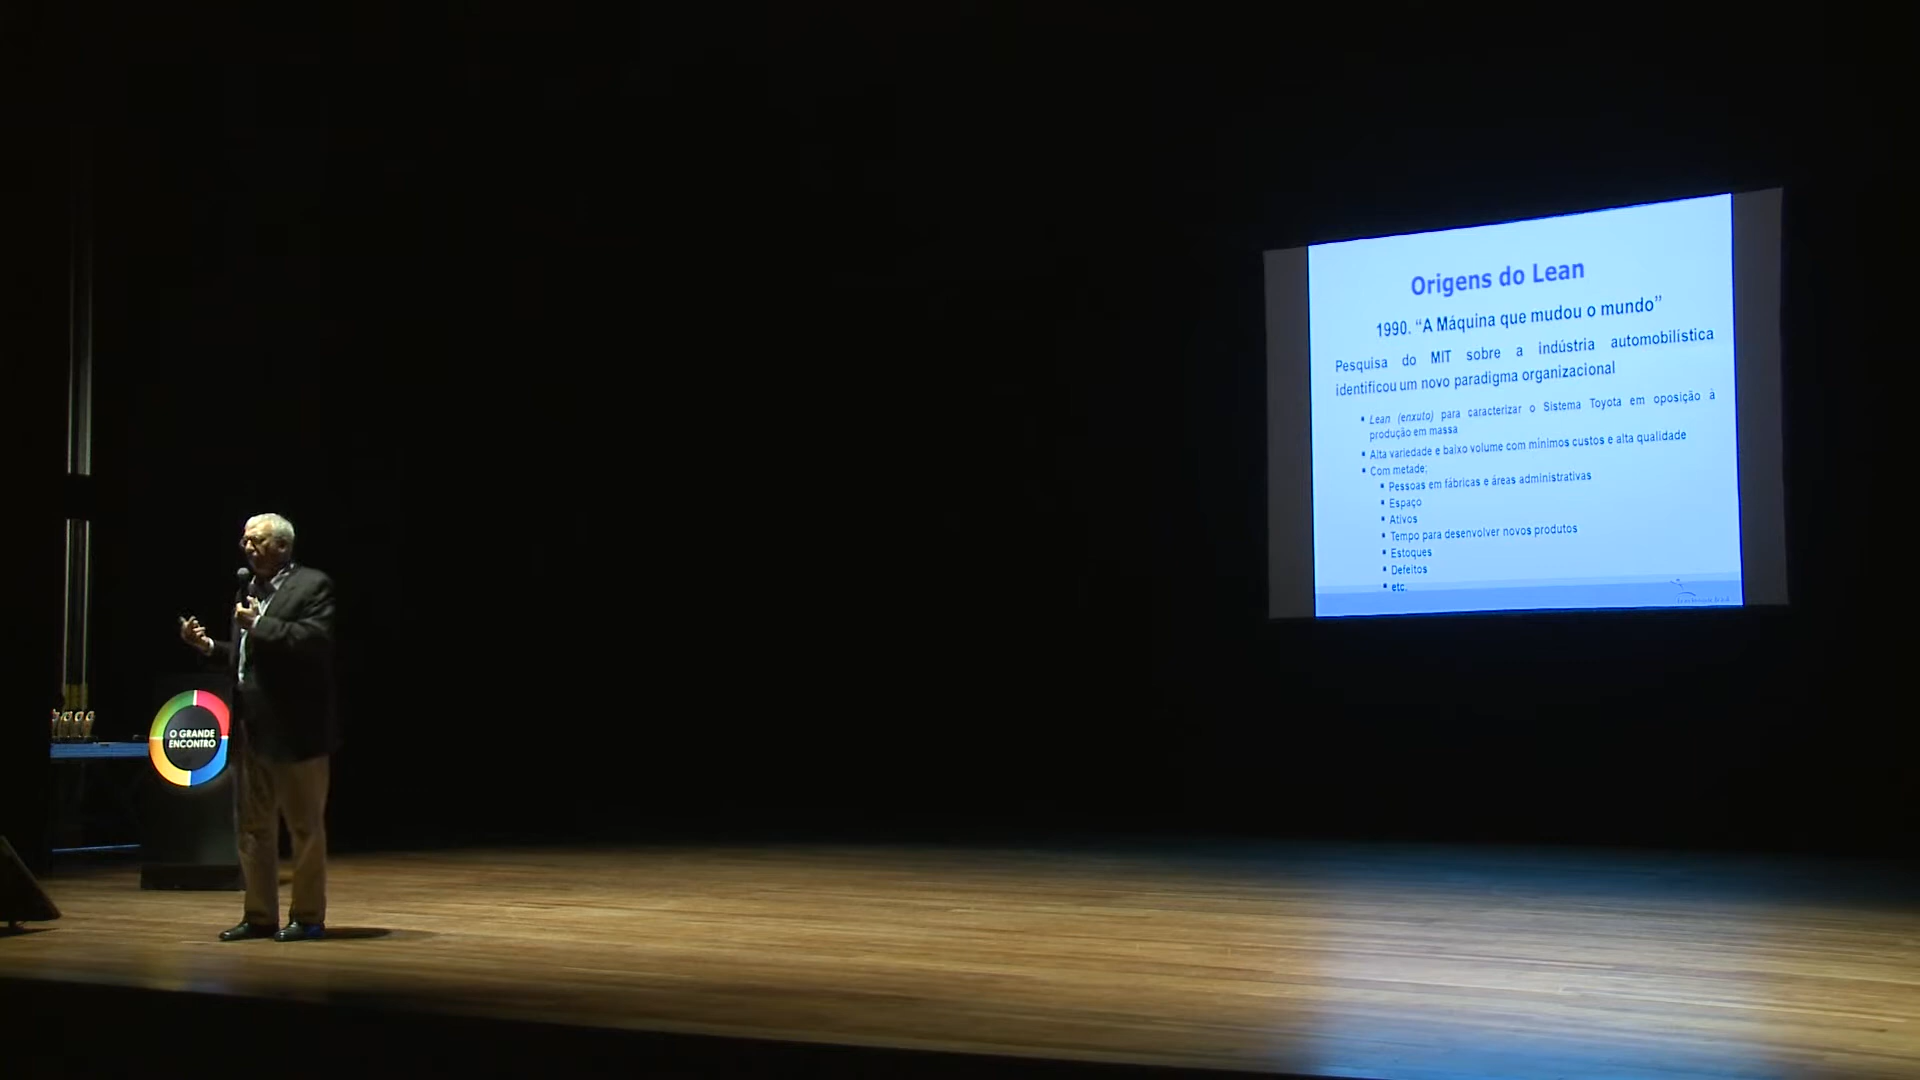 Origens do Lean
1990. “A Máquina que mudou o mundo”
Pesquisa do MIT sobre a indústria automobilística
identificou um novo paradigma organizacional
▪ Lean (enxuto) para caracterizar o Sistema Toyota em oposição à
produção em massa
▪ Alta variedade e baixo volume com mínimos custos e alta qualidade
▪ Com metade:
▪ Pessoas em fábricas e áreas administrativas
▪ Espaço
▪ Ativos
▪ Tempo para desenvolver novos produtos
▪ Estoques
▪ Defeitos
▪ etc.
O GRANDE
ENCONTRO